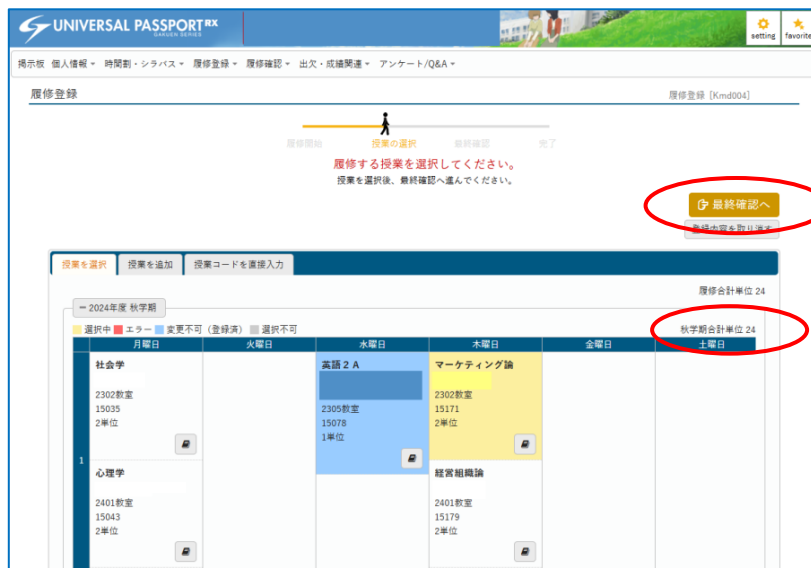 UNIVERSAL PASSPORT RX
GAKUEN SERIES
setting
favorite
掲示板 個人情報 時間割・シラバス 履修登録 履修確認 出欠・成績関連 アンケート/Q&A
履修登録
履修登録 [Kmd004]
履修開始 授業の選択 最終確認 完了
履修する授業を選択してください。
授業を選択後、最終確認へ進んでください。
最終確認へ
登録内容を取り消す
授業を選択 授業を追加 授業コードを直接入力
履修合計単位 24
ー 2024年度 秋学期
選択中 エラー 変更不可(登録済) 選択不可
秋学期合計単位 24
月曜日 火曜日 水曜日 木曜日 金曜日 土曜日
1
社会学
2302教室
15035
2単位
英語2A
2305教室
15078
1単位
マーケティング論
2302教室
15171
2単位
心理学
2401教室
15043
2単位
経営組織論
2401教室
15179
2単位